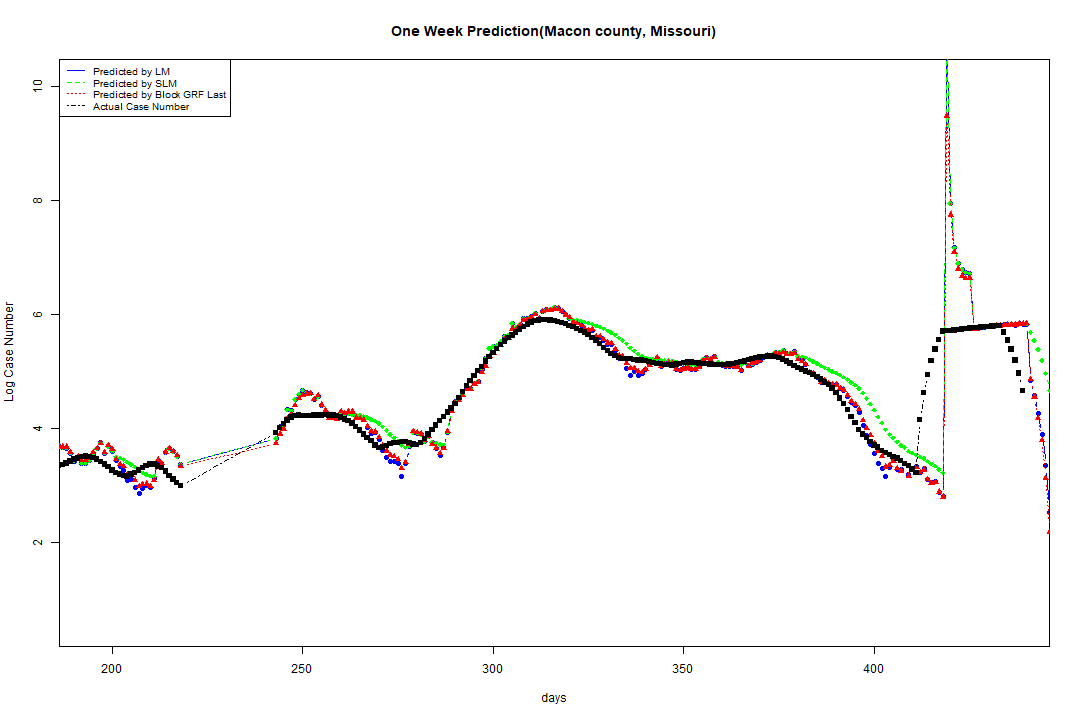 One Week Prediction(Macon county, Missouri)
Predicted by LM
Predicted by SLM
Predicted by Block GRF Last
Actual Case Number
10
8
6
4
2
Log Case Number
200
250
300
350
400
days